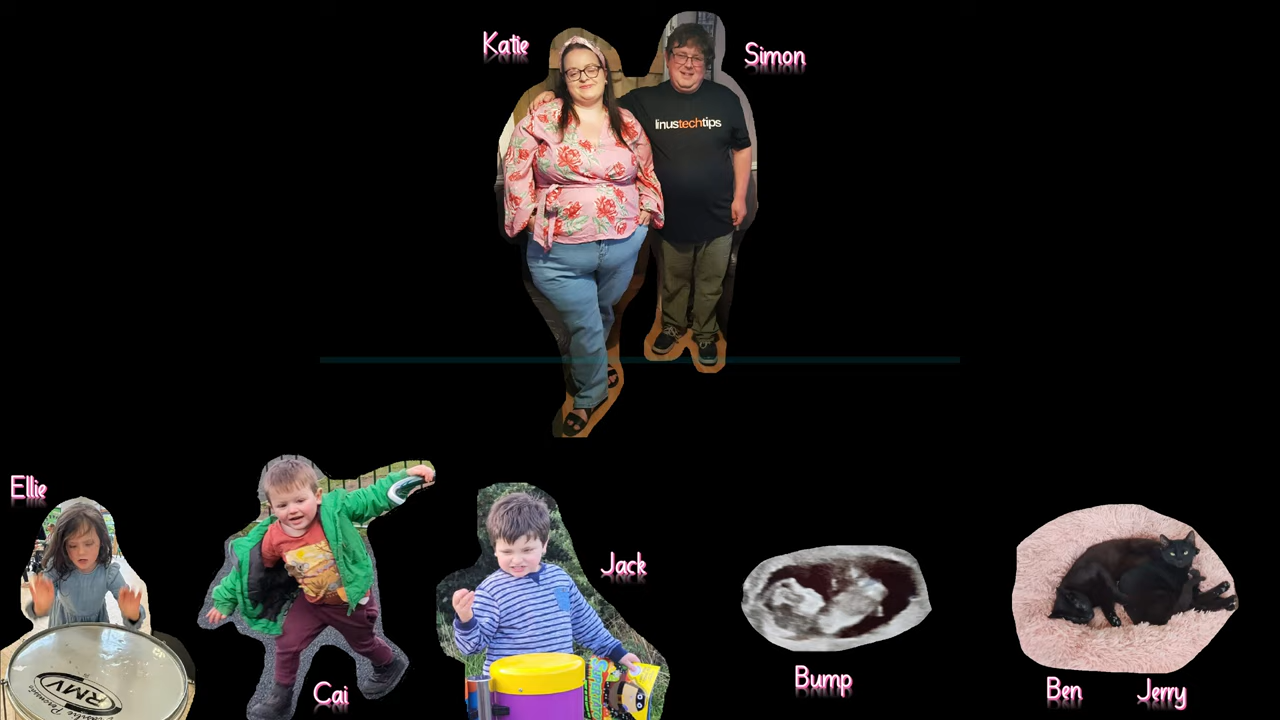 Katie
Simon
linustechtips
Ellie
Jack
Cai
Bump
Ben
Jerry
RMV